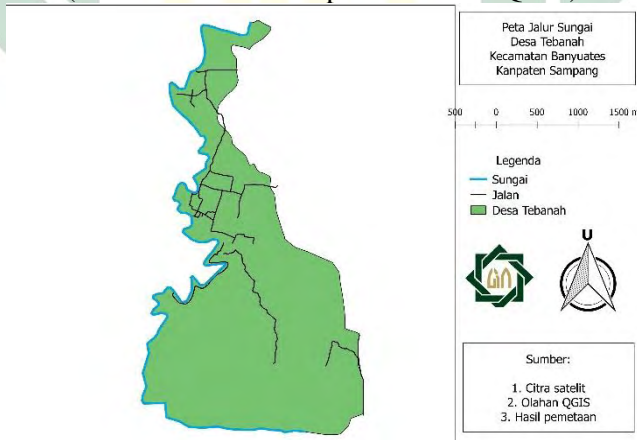 Peta Jalur Sungai
Desa Tebanah
Kecamatan Banyuates
Kanpaten Sampang
500 0 500 1000 1500 m
Legenda
Sungai
Jalan
Desa Tebanah
U
Sumber:
1. Citra satelit
2. Olahan QGIS
3. Hasil pemetaan